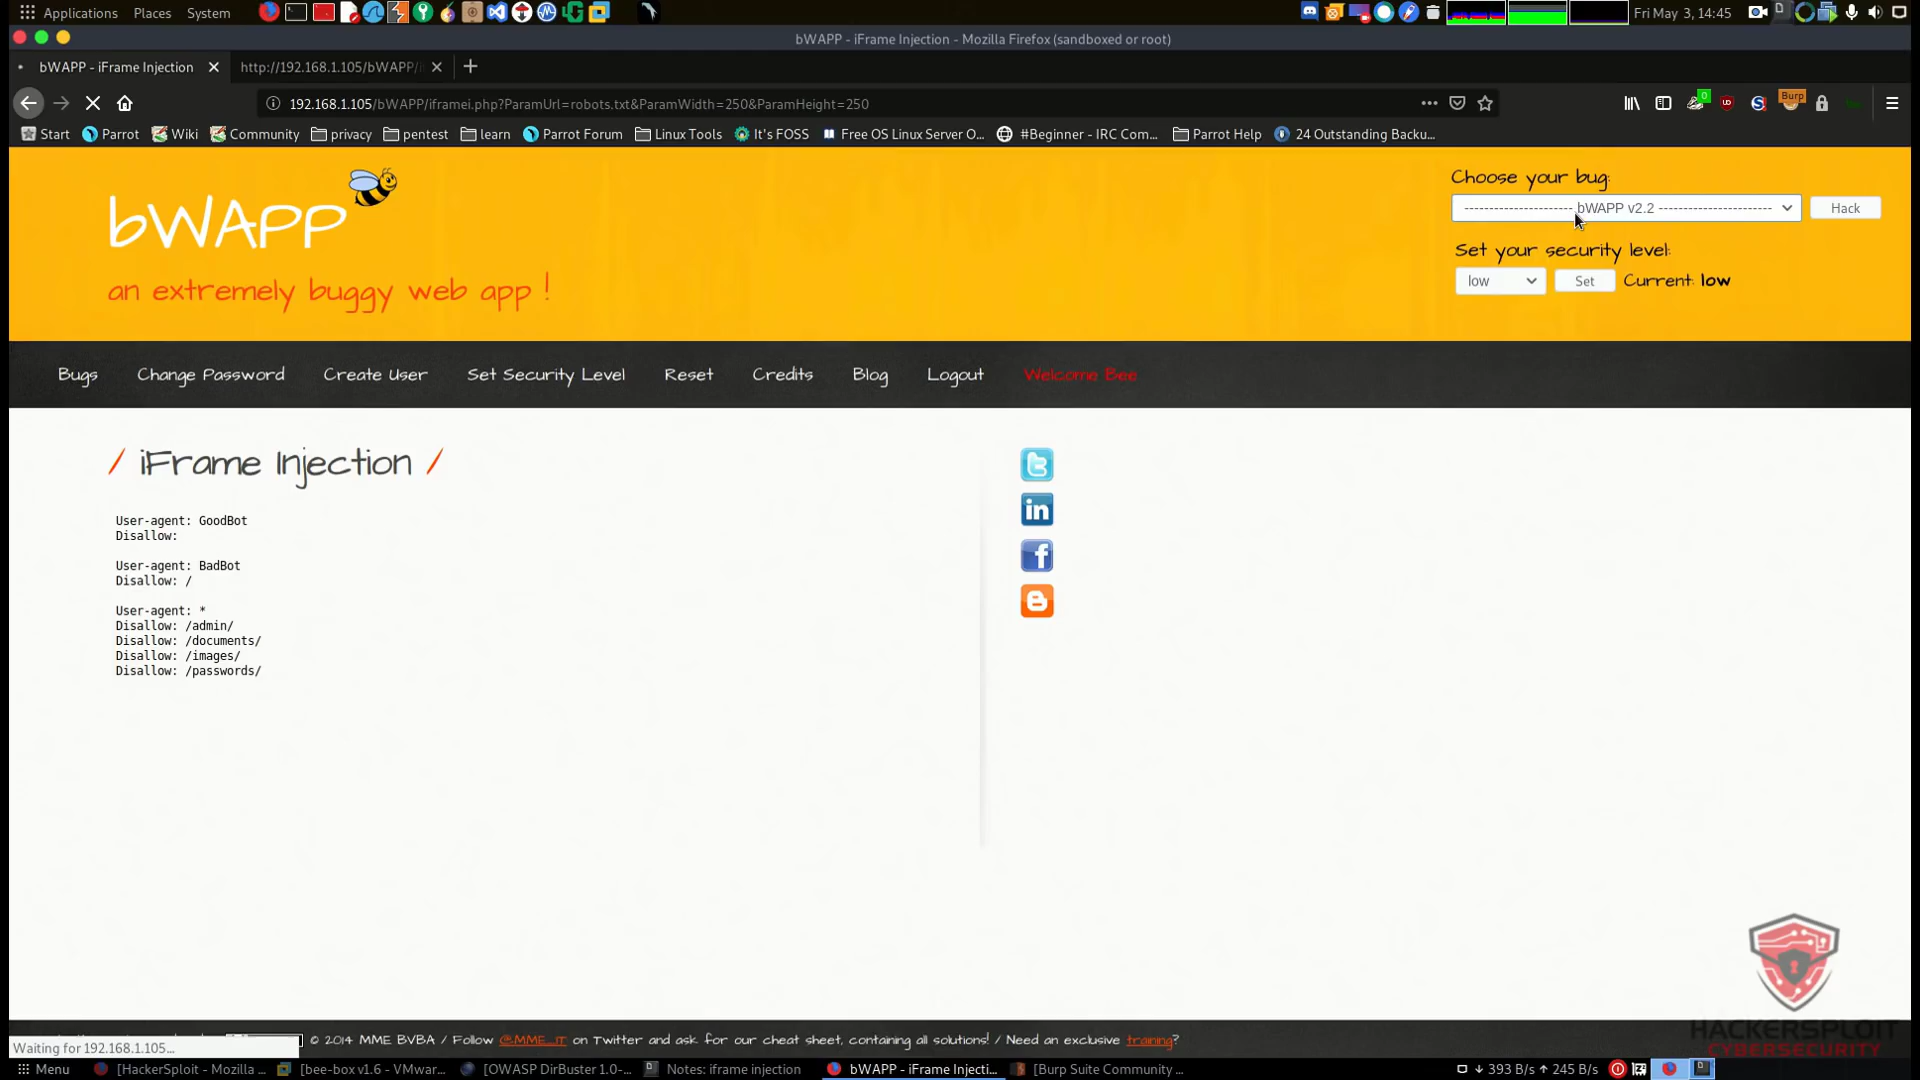 Applications Places System Fri May 3, 14:45
bWAPP - iFrame Injection - Mozilla Firefox (sandboxed or root)
bWAPP - iFrame Injection http://192.168.1.105/bWAPP/
192.168.1.105/bWAPP/iframei.php?ParamUrl=robots.txt&ParamWidth=250&ParamHeight=250 0 Burp
Start Parrot Wiki Community privacy pentest learn Parrot Forum Linux Tools It's FOSS Free OS Linux Server O... #Beginner - IRC Com... Parrot Help 24 Outstanding Backu...
bWAPP
an extremely buggy web app !
Choose your bug:
---------------------- bWAPP v2.2 ----------------------- Hack
Set your security level:
low Set Current: low
Bugs Change Password Create User Set Security Level Reset Credits Blog Logout Welcome Bee
/ iFrame Injection /
User-agent: GoodBot
Disallow:
User-agent: BadBot
Disallow: /
User-agent: *
Disallow: /admin/
Disallow: /documents/
Disallow: /images/
Disallow: /passwords/
HACKERSPLOIT
CYBERSECURITY
© 2014 MME BVBA / Follow @MME_IT on Twitter and ask for our cheat sheet, containing all solutions! / Need an exclusive training?
Waiting for 192.168.1.105...
Menu [HackerSploit - Mozilla ... [bee-box v1.6 - VMwar... [OWASP DirBuster 1.0-... Notes: iframe injection bWAPP - iFrame Injecti... [Burp Suite Community ... 393 B/s 245 B/s